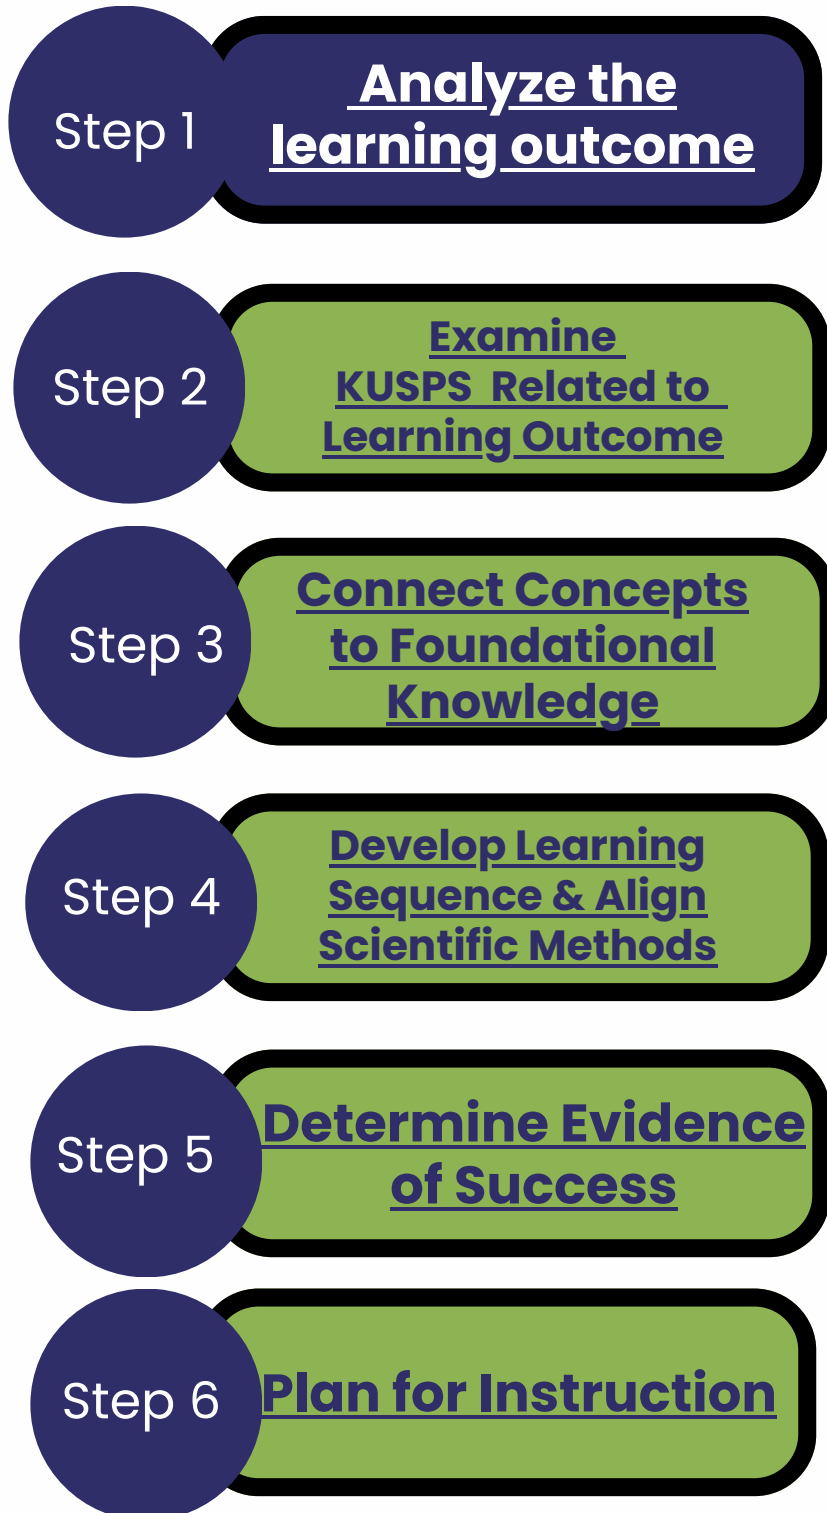 Step 1
Analyze the
learning outcome
Step 2
Examine
KUSPS Related to
Learning Outcome
Step 3
Connect Concepts
to Foundational
Knowledge
Step 4
Develop Learning
Sequence & Align
Scientific Methods
Step 5
Determine Evidence
of Success
Step 6
Plan for Instruction